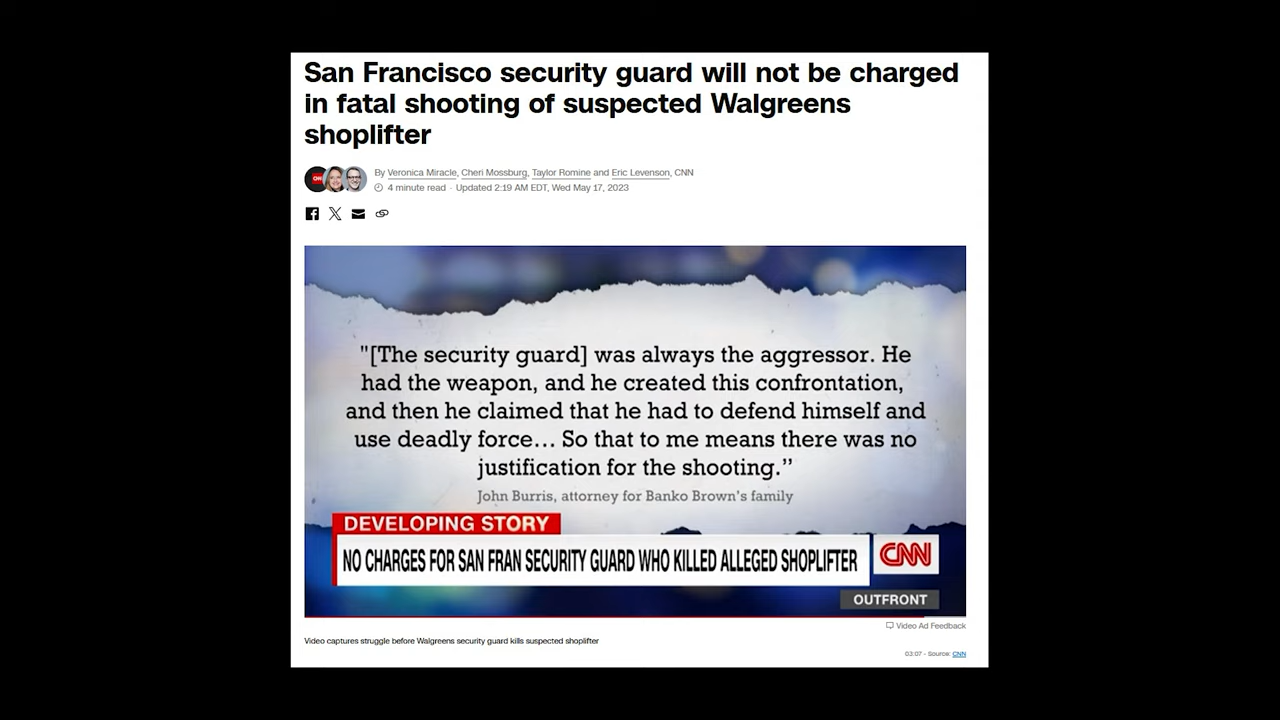 San Francisco security guard will not be charged
in fatal shooting of suspected Walgreens
shoplifter
CNN
By Veronica Miracle, Cheri Mossburg, Taylor Romine and Eric Levenson, CNN
4 minute read · Updated 2:19 AM EDT, Wed May 17, 2023
"[The security guard] was always the aggressor. He
had the weapon, and he created this confrontation,
and then he claimed that he had to defend himself and
use deadly force... So that to me means there was no
justification for the shooting.”
John Burris, attorney for Banko Brown's family
DEVELOPING STORY
NO CHARGES FOR SAN FRAN SECURITY GUARD WHO KILLED ALLEGED SHOPLIFTER
CNN
OUTFRONT
Video Ad Feedback
Video captures struggle before Walgreens security guard kills suspected shoplifter
03:07 - Source: CNN